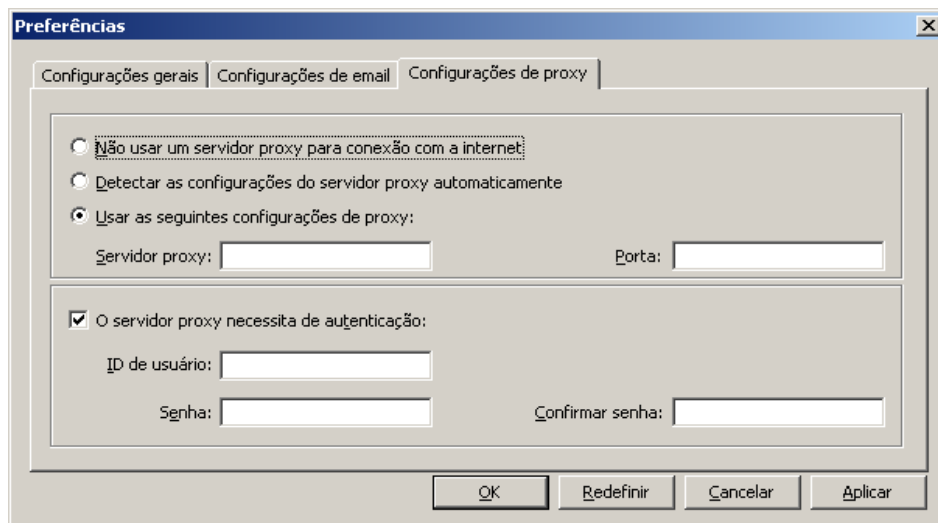 Preferências
Configurações gerais Configurações de email Configurações de proxy
Não usar um servidor proxy para conexão com a internet
Detectar as configurações do servidor proxy automaticamente
Usar as seguintes configurações de proxy:
Servidor proxy: Porta:
O servidor proxy necessita de autenticação:
ID de usuário:
Senha: Confirmar senha:
OK Redefinir Cancelar Aplicar